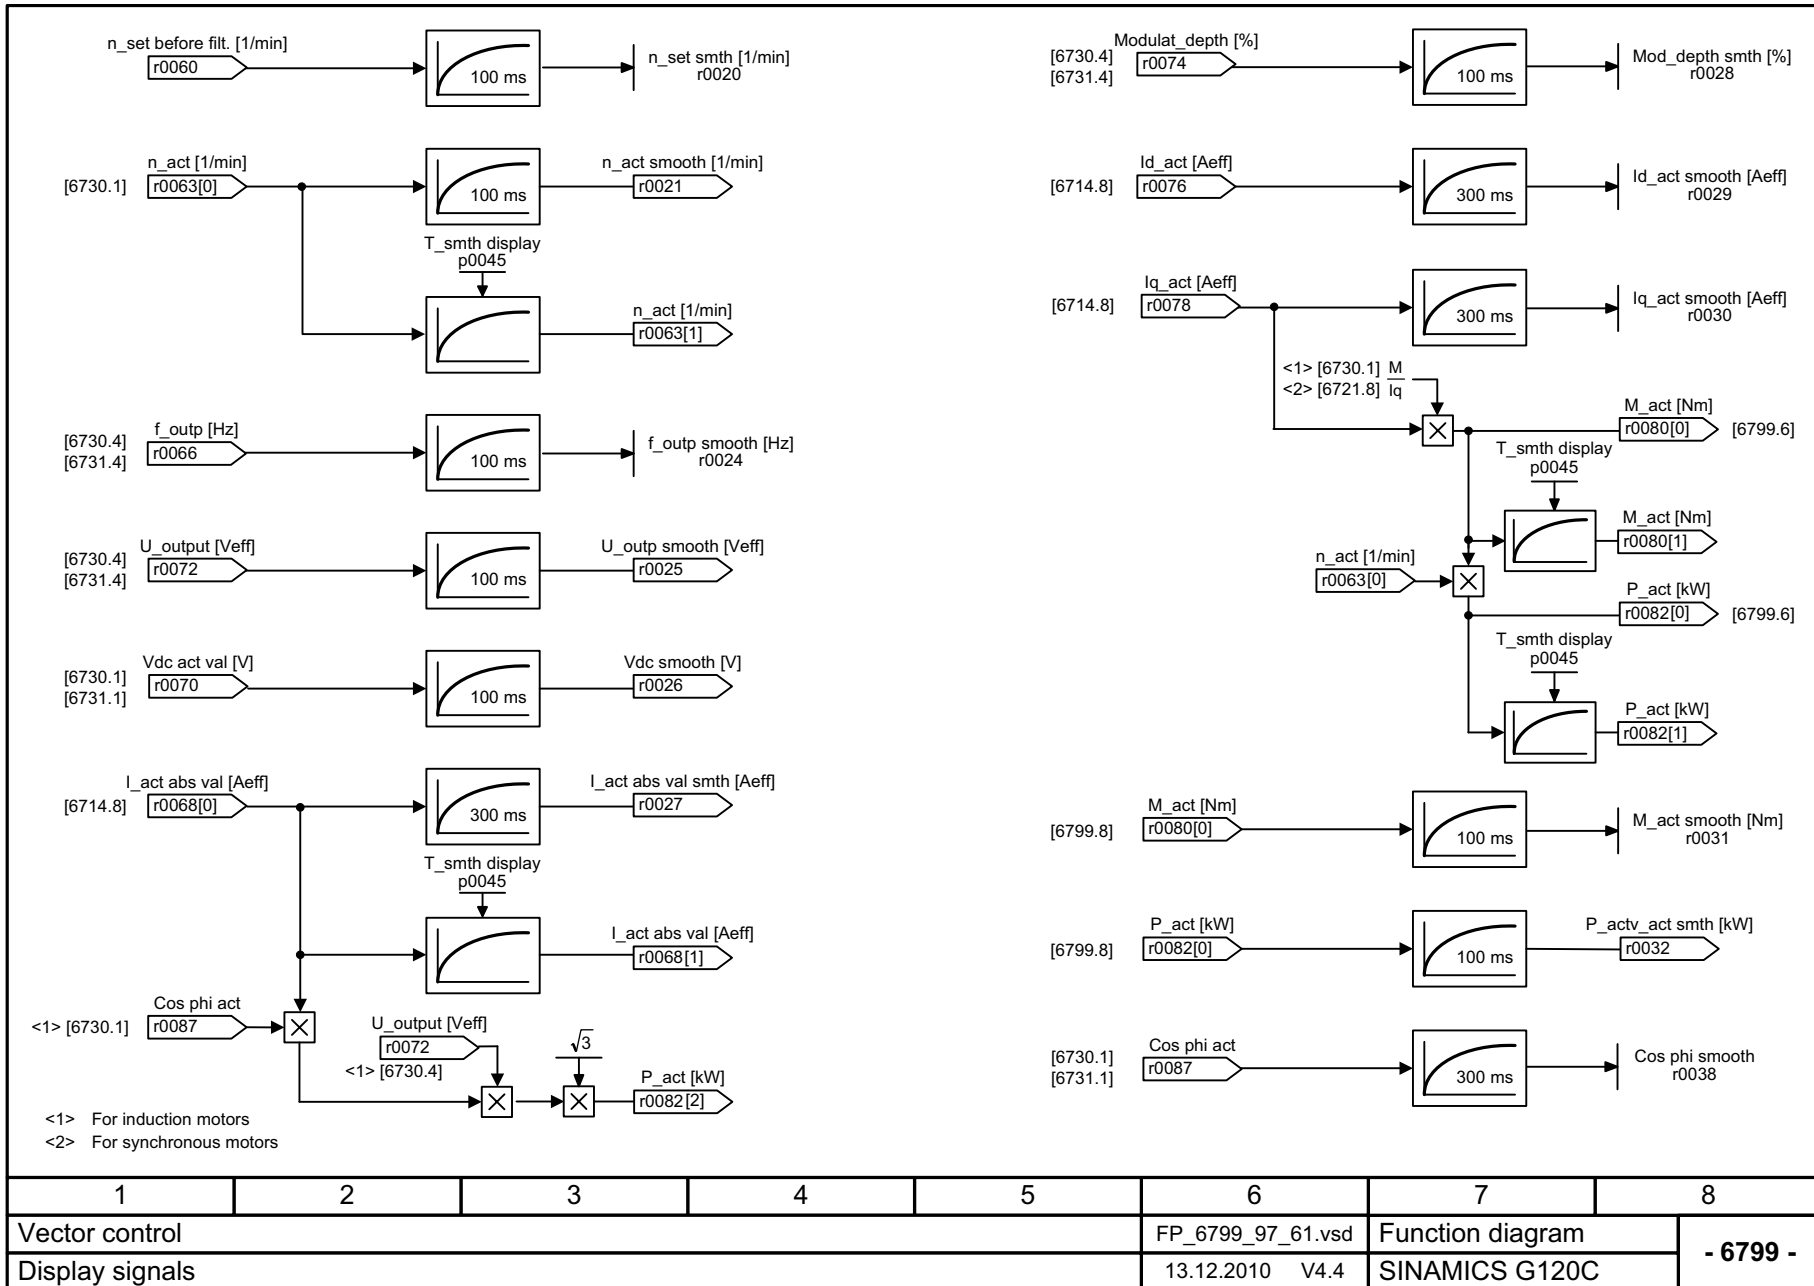 n_set before filt. [1/min]
r0060
100 ms
n_set smth [1/min]
r0020
[6730.1]
n_act [1/min]
r0063[0]
100 ms
n_act smooth [1/min]
r0021
T_smth display
p0045
n_act [1/min]
r0063[1]
[6730.4]
[6731.4]
f_outp [Hz]
r0066
100 ms
f_outp smooth [Hz]
r0024
[6730.4]
[6731.4]
U_output [Veff]
r0072
100 ms
U_outp smooth [Veff]
r0025
[6730.1]
[6731.1]
Vdc act val [V]
r0070
100 ms
Vdc smooth [V]
r0026
[6714.8]
I_act abs val [Aeff]
r0068[0]
300 ms
I_act abs val smth [Aeff]
r0027
T_smth display
p0045
I_act abs val [Aeff]
r0068[1]
<1> [6730.1]
Cos phi act
r0087
U_output [Veff]
r0072
<1> [6730.4]
√3
P_act [kW]
r0082[2]
<1> For induction motors
<2> For synchronous motors
[6730.4]
[6731.4]
Modulat_depth [%]
r0074
100 ms
Mod_depth smth [%]
r0028
[6714.8]
Id_act [Aeff]
r0076
300 ms
Id_act smooth [Aeff]
r0029
[6714.8]
Iq_act [Aeff]
r0078
300 ms
Iq_act smooth [Aeff]
r0030
<1> [6730.1] M
<2> [6721.8] Iq
M_act [Nm]
r0080[0] [6799.6]
T_smth display
p0045
M_act [Nm]
r0080[1]
n_act [1/min]
r0063[0]
P_act [kW]
r0082[0] [6799.6]
T_smth display
p0045
P_act [kW]
r0082[1]
[6799.8]
M_act [Nm]
r0080[0]
100 ms
M_act smooth [Nm]
r0031
[6799.8]
P_act [kW]
r0082[0]
100 ms
P_actv_act smth [kW]
r0032
[6730.1]
[6731.1]
Cos phi act
r0087
300 ms
Cos phi smooth
r0038
1 2 3 4 5 6 7 8
Vector control FP_6799_97_61.vsd Function diagram
Display signals 13.12.2010 V4.4 SINAMICS G120C
- 6799 -